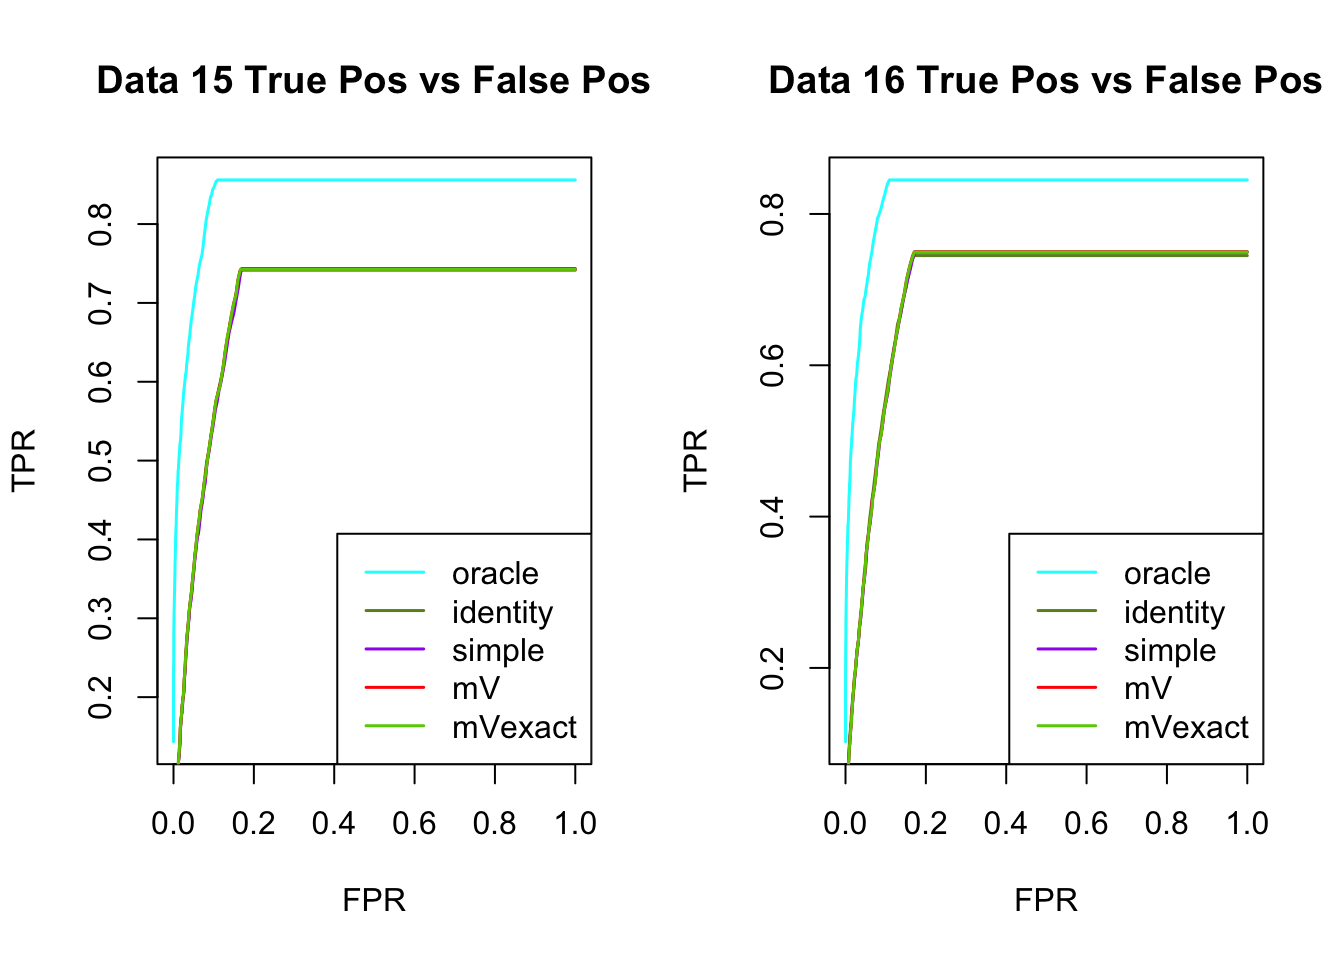 Data 15 True Pos vs False Pos
TPR
0.8
0.7
0.6
0.5
0.4
0.3
0.2
oracle
identity
simple
mV
mVexact
0.0 0.2 0.4 0.6 0.8 1.0
FPR
Data 16 True Pos vs False Pos
TPR
0.8
0.6
0.4
0.2
oracle
identity
simple
mV
mVexact
0.0 0.2 0.4 0.6 0.8 1.0
FPR